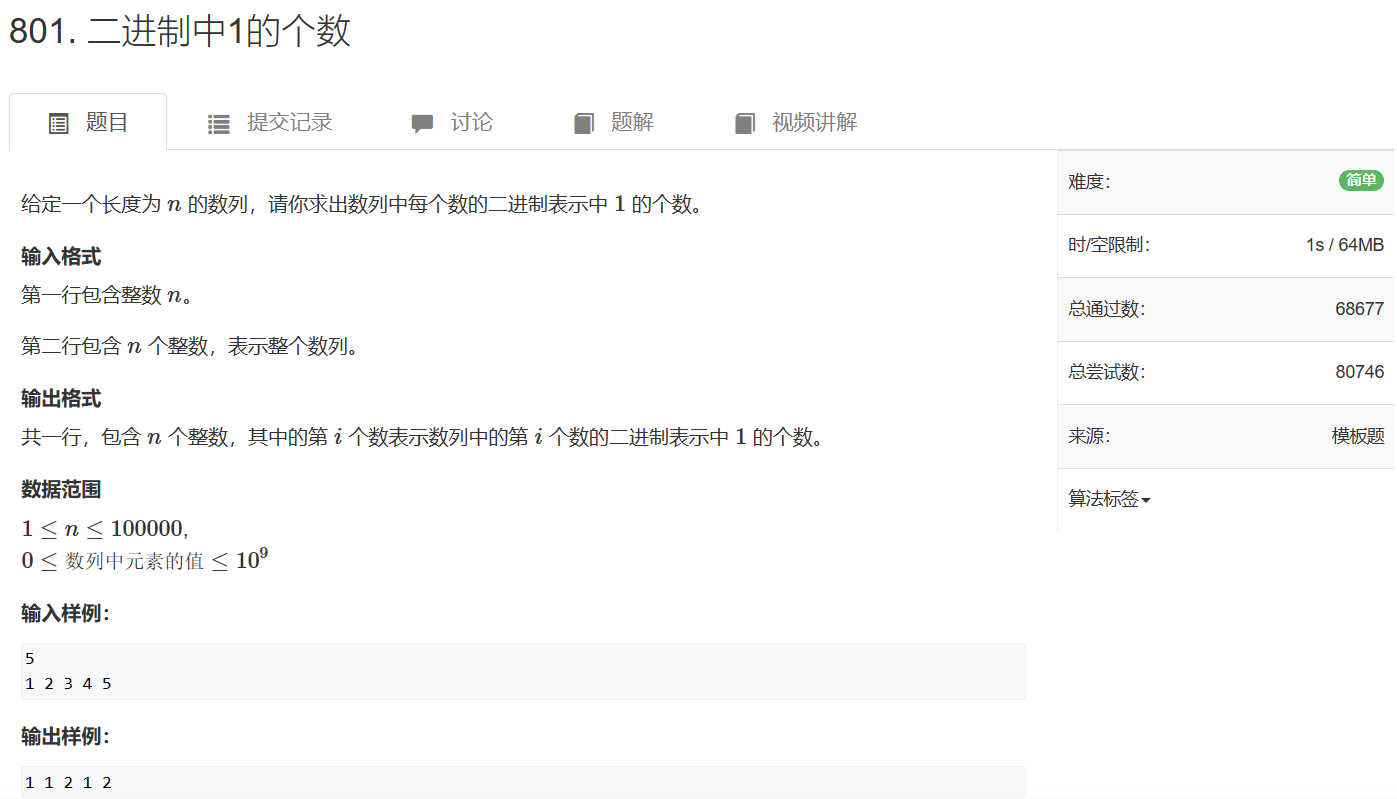 801. 二进制中1的个数
题目 提交记录 讨论 题解 视频讲解
给定一个长度为 n 的数列，请你求出数列中每个数的二进制表示中 1 的个数。
输入格式
第一行包含整数 n。
第二行包含 n 个整数，表示整个数列。
输出格式
共一行，包含 n 个整数，其中的第 i 个数表示数列中的第 i 个数的二进制表示中 1 的个数。
数据范围
1 ≤ n ≤ 100000,
0 ≤ 数列中元素的值 ≤ 10⁹
输入样例：
5
1 2 3 4 5
输出样例：
1 1 2 1 2
难度： 简单
时/空限制： 1s / 64MB
总通过数： 68677
总尝试数： 80746
来源： 模板题
算法标签